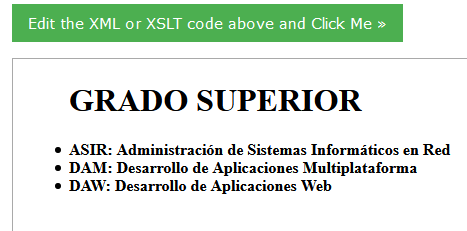 Edit the XML or XSLT code above and Click Me »
GRADO SUPERIOR
ASIR: Administración de Sistemas Informáticos en Red
DAM: Desarrollo de Aplicaciones Multiplataforma
DAW: Desarrollo de Aplicaciones Web